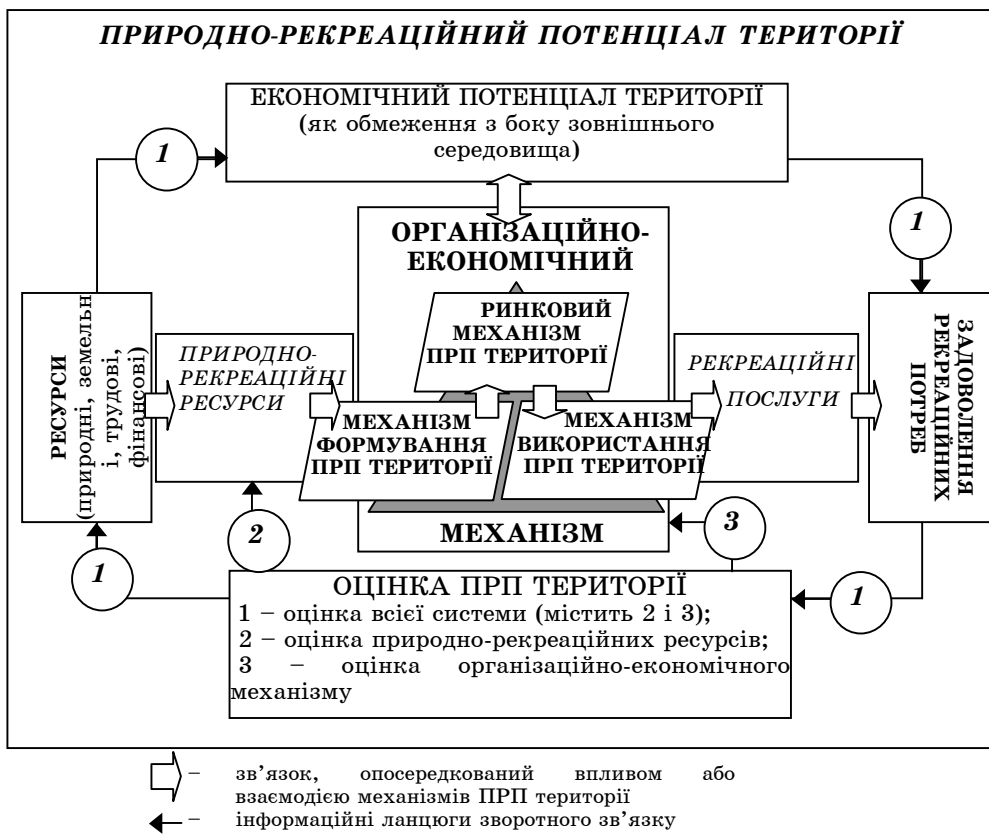 ПРИРОДНО-РЕКРЕАЦІЙНИЙ ПОТЕНЦІАЛ ТЕРИТОРІЇ
ЕКОНОМІЧНИЙ ПОТЕНЦІАЛ ТЕРИТОРІЇ
(як обмеження з боку зовнішнього
середовища)
1
1
ОРГАНІЗАЦІЙНО-
ЕКОНОМІЧНИЙ
РИНКОВИЙ
МЕХАНІЗМ
ПРП ТЕРИТОРІЇ
РЕСУРСИ
(природні, земельн
і, трудові,
фінансові)
ПРИРОДНО-
РЕКРЕАЦІЙНІ
РЕСУРСИ
МЕХАНІЗМ
ФОРМУВАННЯ
ПРП ТЕРИТОРІЇ
МЕХАНІЗМ
ВИКОРИСТАННЯ
ПРП ТЕРИТОРІЇ
РЕКРЕАЦІЙНІ
ПОСЛУГИ
ЗАДОВОЛЕННЯ
РЕКРЕАЦІЙНИХ
ПОТРЕБ
МЕХАНІЗМ
1
2
3
1
ОЦІНКА ПРП ТЕРИТОРІЇ
1 – оцінка всієї системи (містить 2 і 3);
2 – оцінка природно-рекреаційних ресурсів;
3 – оцінка організаційно-економічного
механізму
– зв’язок, опосередкований впливом або
взаємодією механізмів ПРП території
– інформаційні ланцюги зворотного зв’язку